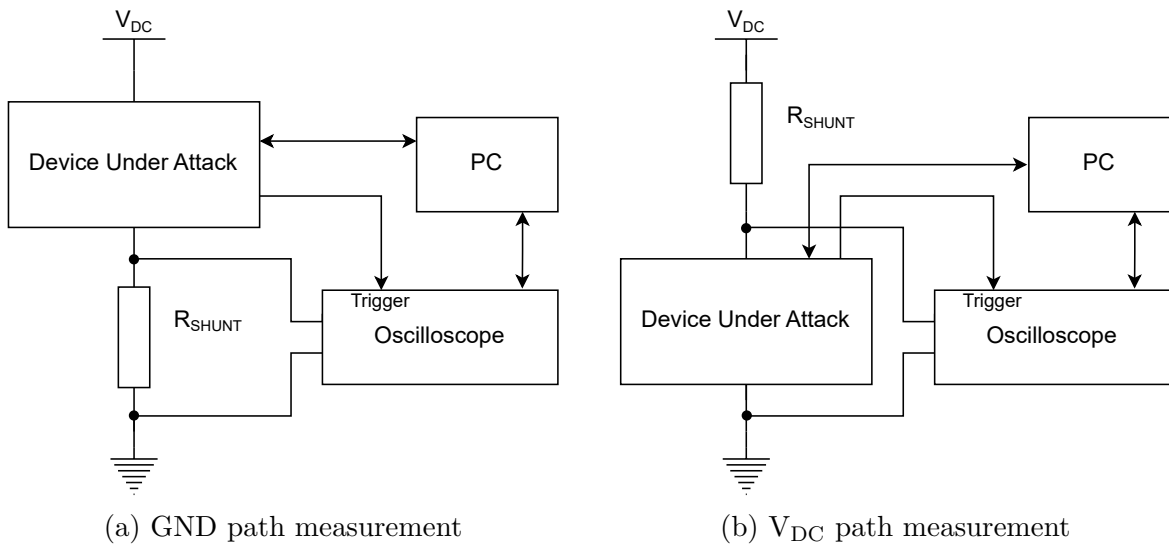 V_DC
Device Under Attack
PC
R_SHUNT
Trigger
Oscilloscope
(a) GND path measurement
V_DC
R_SHUNT
PC
Device Under Attack
Trigger
Oscilloscope
(b) V_DC path measurement